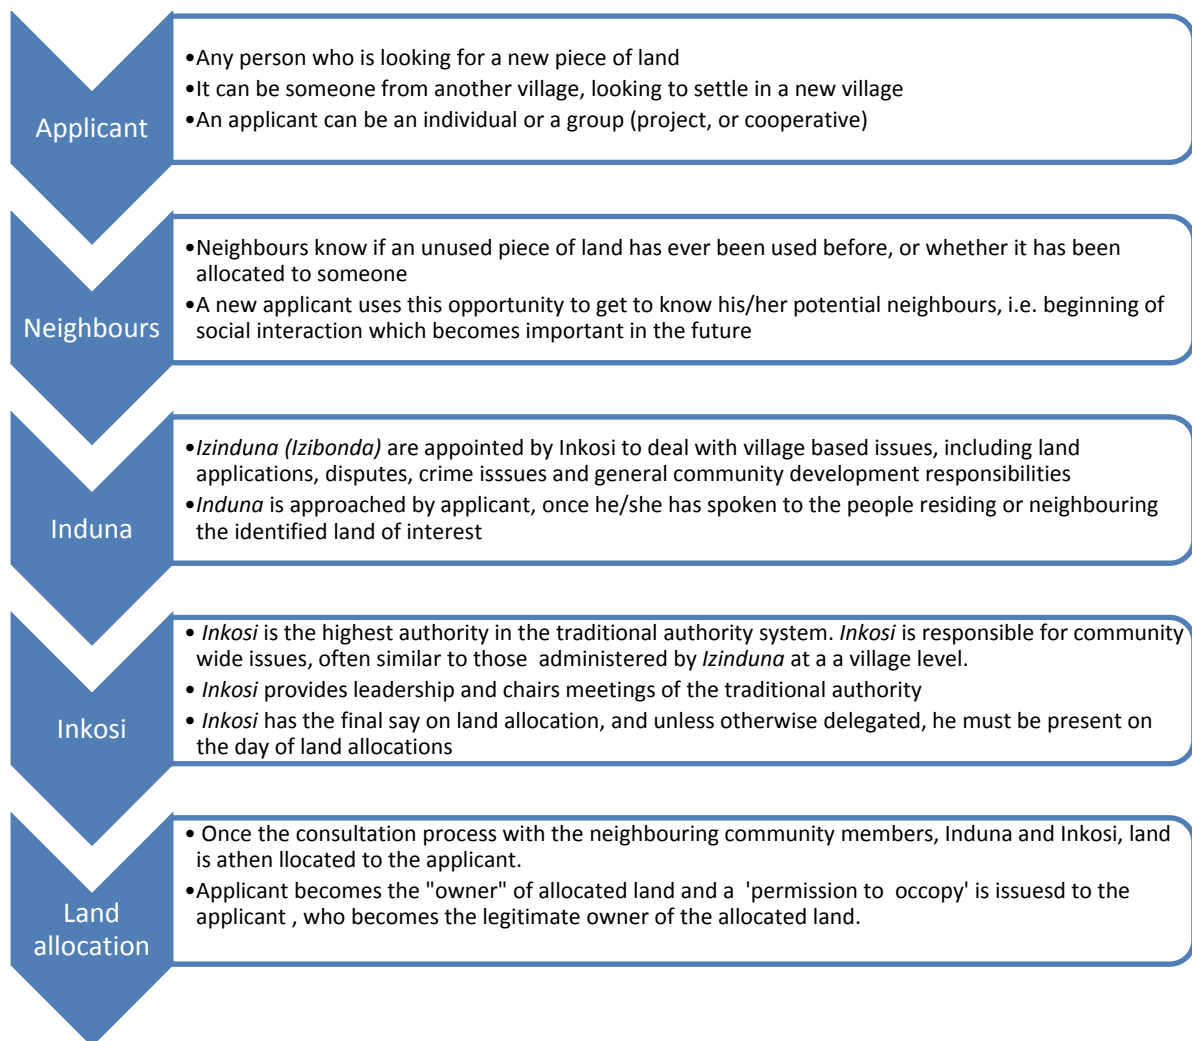 Applicant
•Any person who is looking for a new piece of land
•It can be someone from another village, looking to settle in a new village
•An applicant can be an individual or a group (project, or cooperative)
Neighbours
•Neighbours know if an unused piece of land has ever been used before, or whether it has been
allocated to someone
•A new applicant uses this opportunity to get to know his/her potential neighbours, i.e. beginning of
social interaction which becomes important in the future
Induna
•Izinduna (Izibonda) are appointed by Inkosi to deal with village based issues, including land
applications, disputes, crime isssues and general community development responsibilities
•Induna is approached by applicant, once he/she has spoken to the people residing or neighbouring
the identified land of interest
Inkosi
• Inkosi is the highest authority in the traditional authority system. Inkosi is responsible for community
wide issues, often similar to those administered by Izinduna at a a village level.
• Inkosi provides leadership and chairs meetings of the traditional authority
• Inkosi has the final say on land allocation, and unless otherwise delegated, he must be present on
the day of land allocations
Land
allocation
• Once the consultation process with the neighbouring community members, Induna and Inkosi, land
is athen llocated to the applicant.
•Applicant becomes the "owner" of allocated land and a 'permission to occopy' is issuesd to the
applicant , who becomes the legitimate owner of the allocated land.